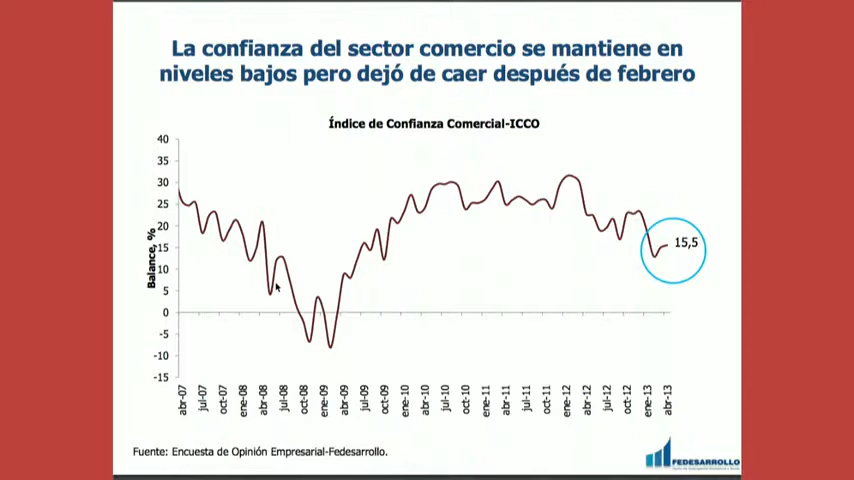 La confianza del sector comercio se mantiene en
niveles bajos pero dejó de caer después de febrero
Índice de Confianza Comercial-ICCO
40
35
30
25
20
15
10
5
0
-5
-10
-15
Balance, %
15,5
abr-07
jul-07
oct-07
ene-08
abr-08
jul-08
oct-08
ene-09
abr-09
jul-09
oct-09
ene-10
abr-10
jul-10
oct-10
ene-11
abr-11
jul-11
oct-11
ene-12
abr-12
jul-12
oct-12
ene-13
abr-13
Fuente: Encuesta de Opinión Empresarial-Fedesarrollo.
FEDESARROLLO